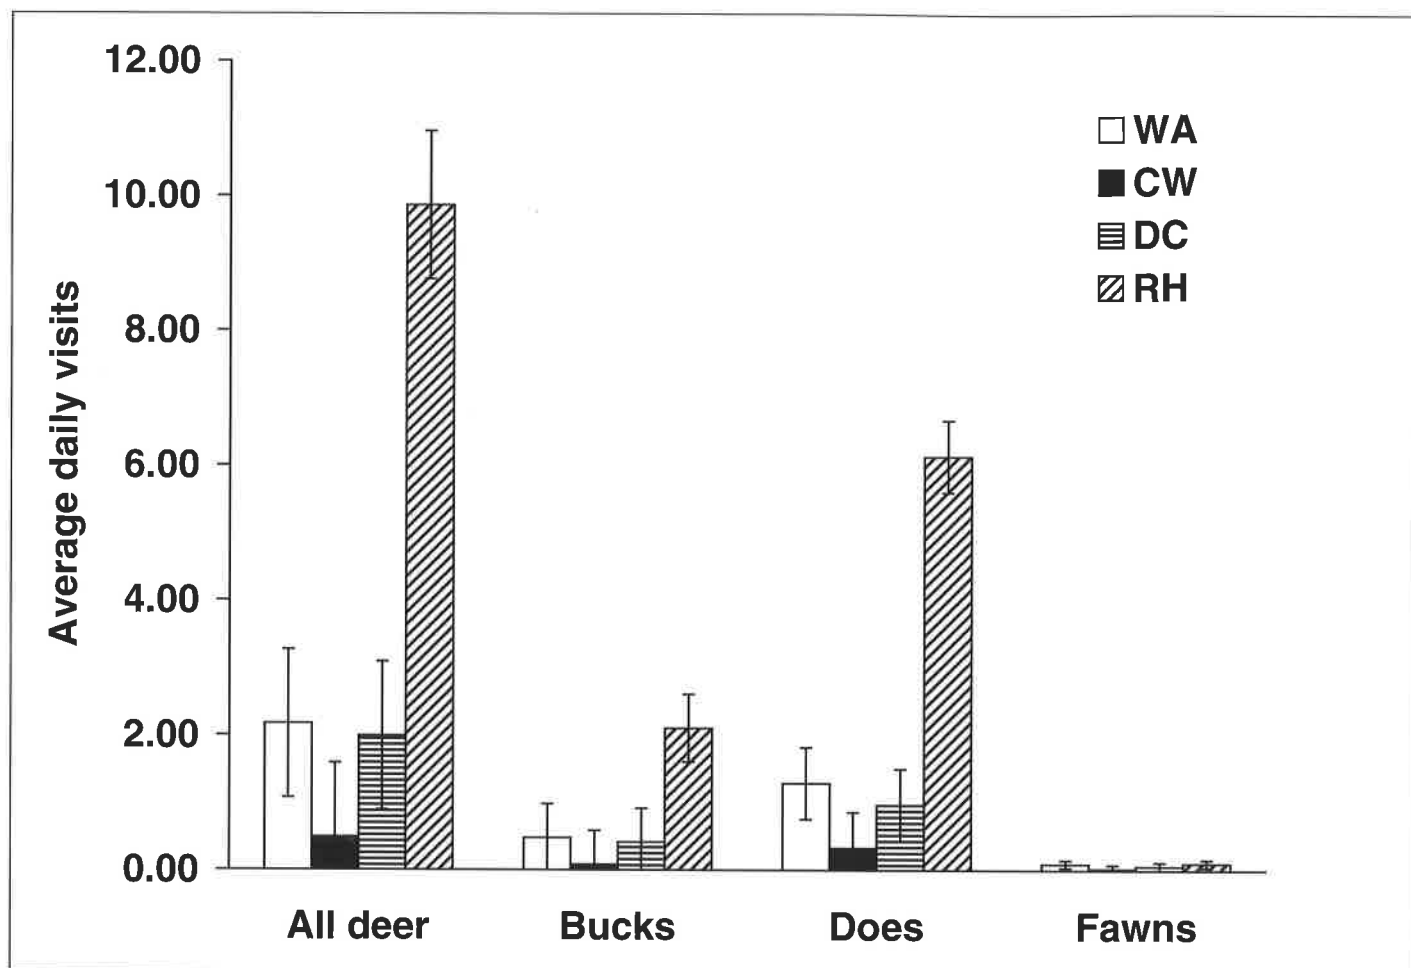 12.00
10.00
8.00
6.00
4.00
2.00
0.00
Average daily visits
WA
CW
DC
RH
All deer
Bucks
Does
Fawns